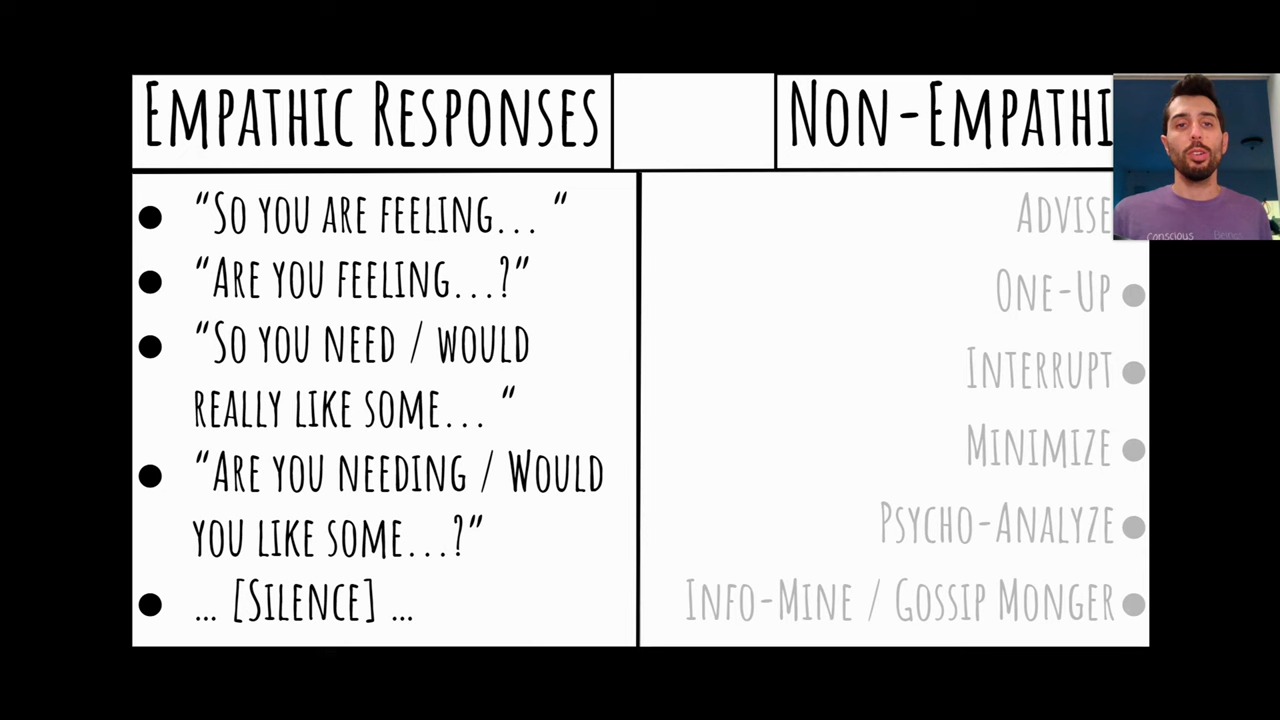 EMPATHIC RESPONSES
NON-EMPATHI
● “SO YOU ARE FEELING... “
● “ARE YOU FEELING...?”
● “SO YOU NEED / WOULD
REALLY LIKE SOME... “
● “ARE YOU NEEDING / WOULD
YOU LIKE SOME...?”
● ... [SILENCE] ...
ADVISE
ONE-UP ●
INTERRUPT ●
MINIMIZE ●
PSYCHO-ANALYZE ●
INFO-MINE / GOSSIP MONGER ●
Conscious Beings